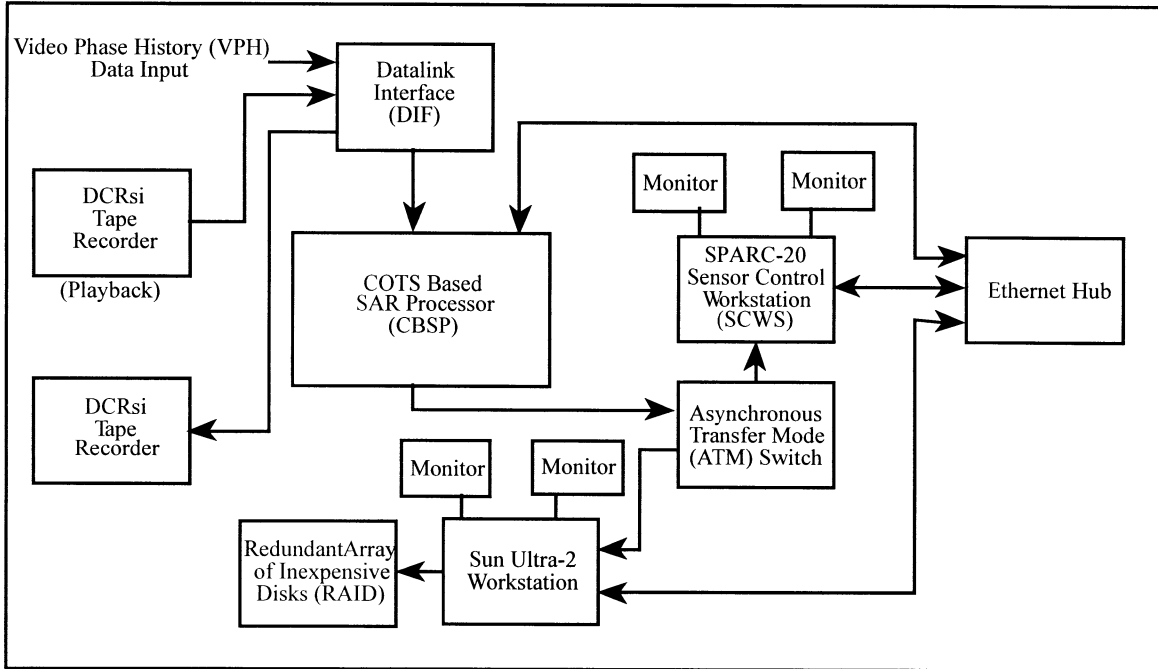 Video Phase History (VPH)
Data Input
Datalink
Interface
(DIF)
DCRsi
Tape
Recorder
(Playback)
Monitor
Monitor
SPARC-20
Sensor Control
Workstation
(SCWS)
Ethernet Hub
COTS Based
SAR Processor
(CBSP)
DCRsi
Tape
Recorder
Asynchronous
Transfer Mode
(ATM) Switch
Monitor
Monitor
RedundantArray
of Inexpensive
Disks (RAID)
Sun Ultra-2
Workstation